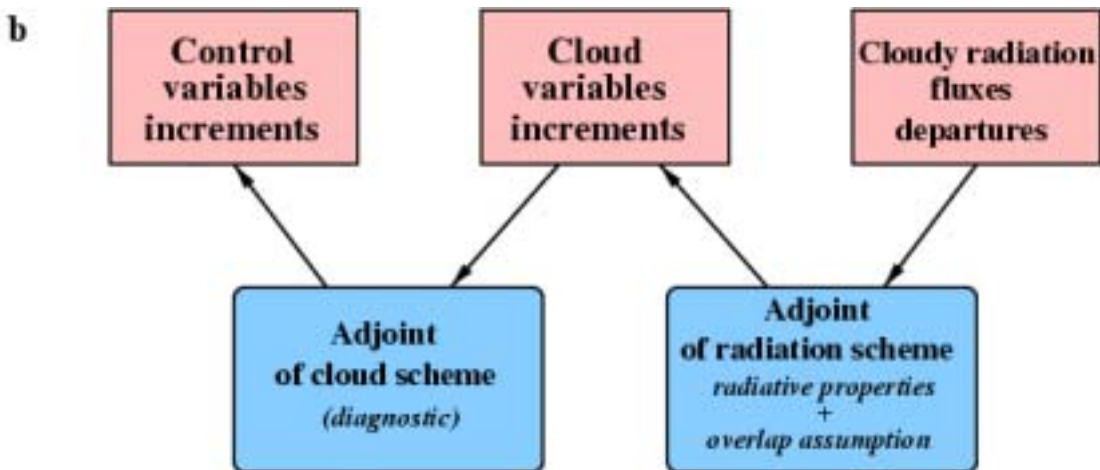 b
Control
variables
increments
Cloud
variables
increments
Cloudy radiation
fluxes
departures
Adjoint
of cloud scheme
(diagnostic)
Adjoint
of radiation scheme
radiative properties
+
overlap assumption